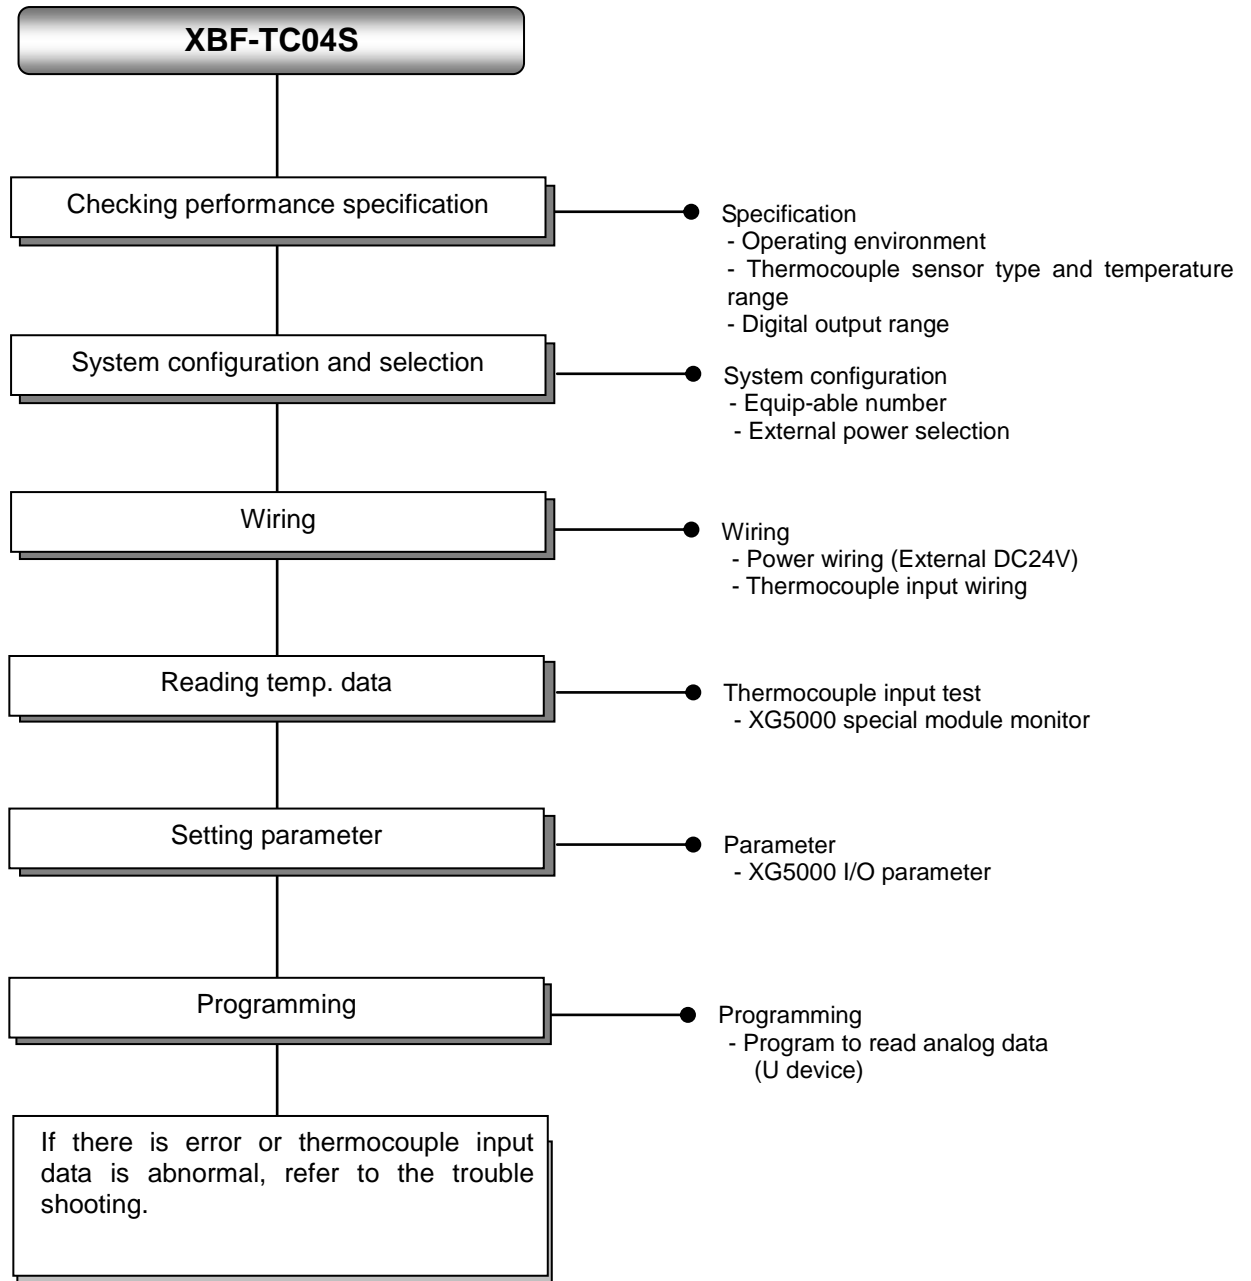 XBF-TC04S
Checking performance specification
Specification
- Operating environment
- Thermocouple sensor type and temperature
range
- Digital output range
System configuration and selection
System configuration
- Equip-able number
- External power selection
Wiring
Wiring
- Power wiring (External DC24V)
- Thermocouple input wiring
Reading temp. data
Thermocouple input test
- XG5000 special module monitor
Setting parameter
Parameter
- XG5000 I/O parameter
Programming
Programming
- Program to read analog data
(U device)
If there is error or thermocouple input
data is abnormal, refer to the trouble
shooting.